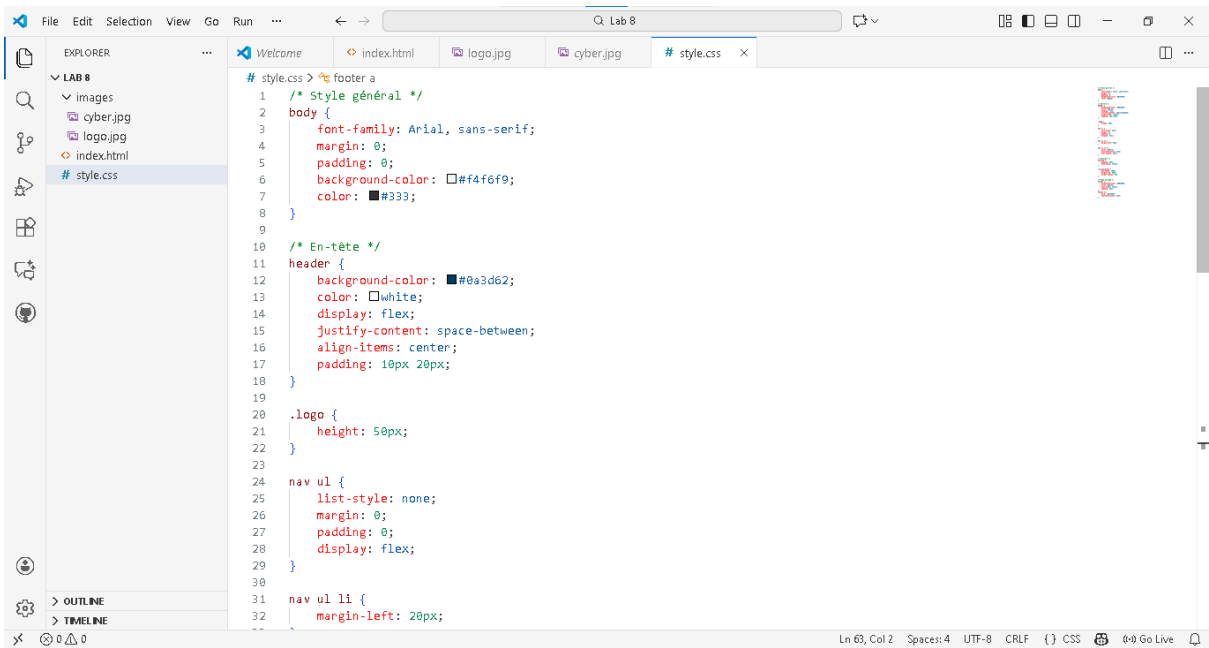 File Edit Selection View Go Run ... Lab 8
EXPLORER ...
LAB 8
images
cyber.jpg
logo.jpg
index.html
style.css
OUTLINE
TIMELINE
Welcome index.html logo.jpg cyber.jpg # style.css
# style.css > footer a
1 /* Style général */
2 body {
3 font-family: Arial, sans-serif;
4 margin: 0;
5 padding: 0;
6 background-color: #f4f6f9;
7 color: #333;
8 }
9
10 /* En-tête */
11 header {
12 background-color: #0a3d62;
13 color: white;
14 display: flex;
15 justify-content: space-between;
16 align-items: center;
17 padding: 10px 20px;
18 }
19
20 .logo {
21 height: 50px;
22 }
23
24 nav ul {
25 list-style: none;
26 margin: 0;
27 padding: 0;
28 display: flex;
29 }
30
31 nav ul li {
32 margin-left: 20px;
0 0 Ln 63, Col 2 Spaces: 4 UTF-8 CRLF {} CSS Go Live